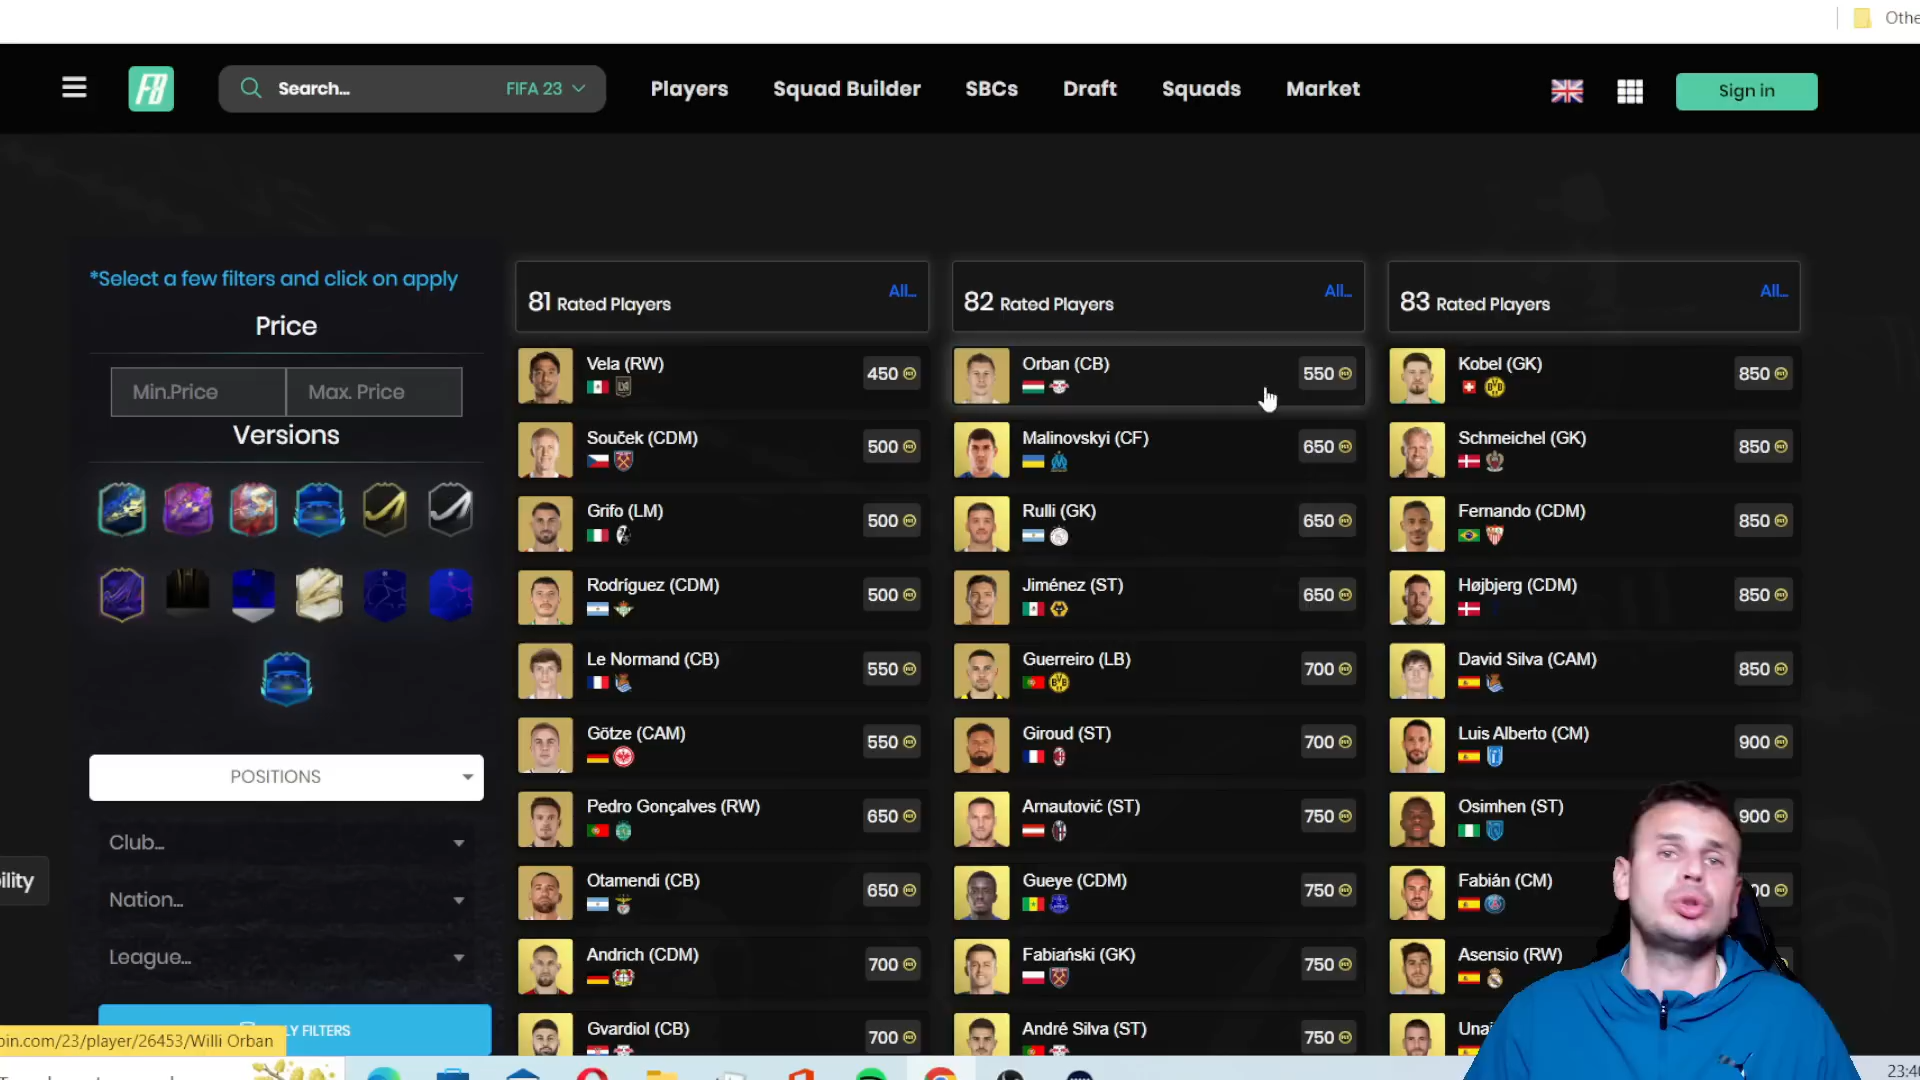 Othe
F8
Search...
FIFA 23
Players
Squad Builder
SBCs
Draft
Squads
Market
Sign in
*Select a few filters and click on apply
Price
Min.Price
Max. Price
Versions
POSITIONS
Club...
Nation...
League...
LY FILTERS
ility
81 Rated Players
All...
Vela (RW)
450
Souček (CDM)
500
Grifo (LM)
500
Rodríguez (CDM)
500
Le Normand (CB)
550
Götze (CAM)
550
Pedro Gonçalves (RW)
650
Otamendi (CB)
650
Andrich (CDM)
700
Gvardiol (CB)
700
82 Rated Players
All...
Orban (CB)
550
Malinovskyi (CF)
650
Rulli (GK)
650
Jiménez (ST)
650
Guerreiro (LB)
700
Giroud (ST)
700
Arnautović (ST)
750
Gueye (CDM)
750
Fabiański (GK)
750
André Silva (ST)
750
83 Rated Players
All...
Kobel (GK)
850
Schmeichel (GK)
850
Fernando (CDM)
850
Højbjerg (CDM)
850
David Silva (CAM)
850
Luis Alberto (CM)
900
Osimhen (ST)
900
Fabián (CM)
00
Asensio (RW)
Unai
bin.com/23/player/26453/Willi Orban
23:40